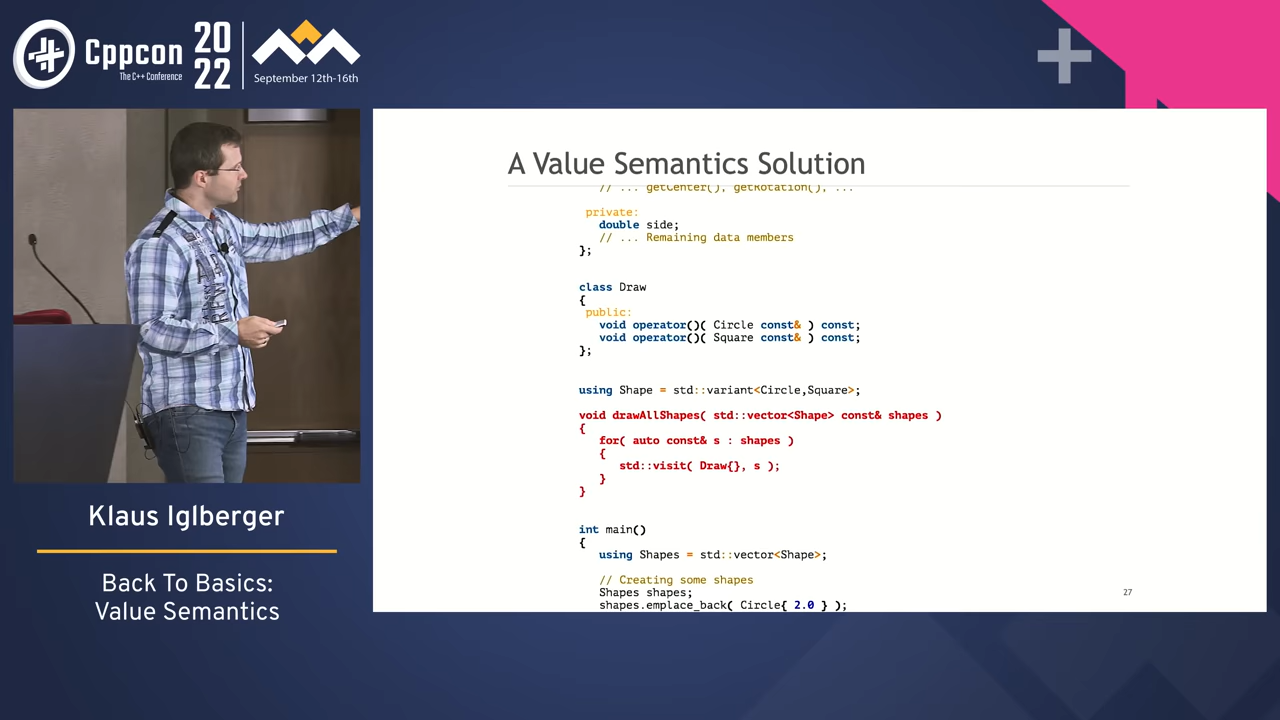 Cppcon
The C++ Conference
20
22
September 12th-16th
A Value Semantics Solution
// ... getCenter(), getRotation(), ...
private:
double side;
// ... Remaining data members
};
class Draw
{
public:
void operator()( Circle const& ) const;
void operator()( Square const& ) const;
};
using Shape = std::variant<Circle,Square>;
void drawAllShapes( std::vector<Shape> const& shapes )
{
for( auto const& s : shapes )
{
std::visit( Draw{}, s );
}
}
int main()
{
using Shapes = std::vector<Shape>;
// Creating some shapes
Shapes shapes;
shapes.emplace_back( Circle{ 2.0 } );
27
Klaus Iglberger
Back To Basics:
Value Semantics